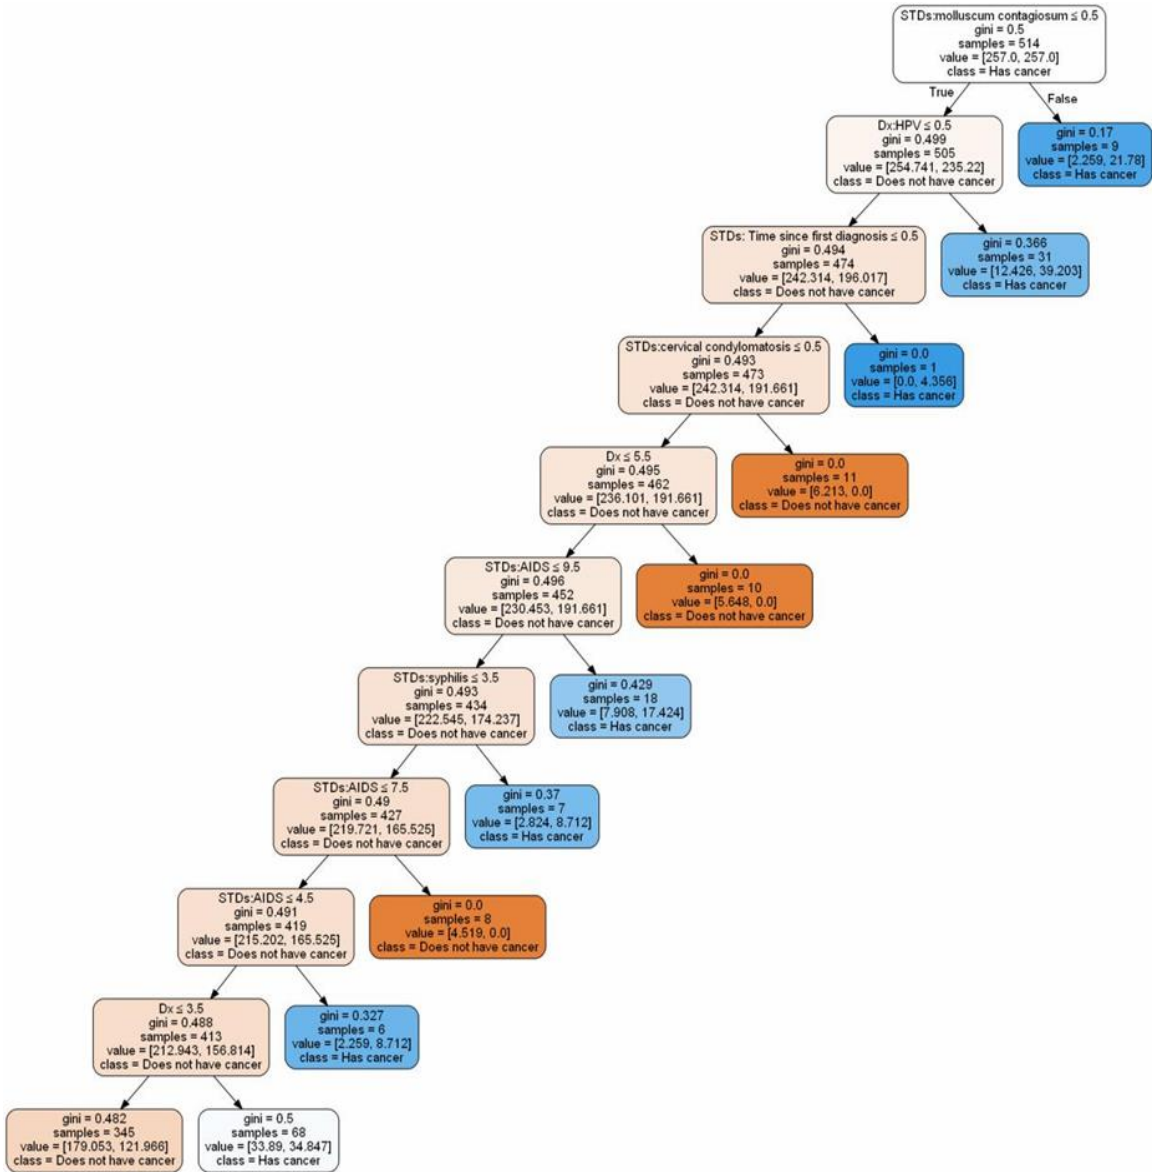 STDs:molluscum contagiosum ≤ 0.5
gini = 0.5
samples = 514
value = [257.0, 257.0]
class = Has cancer
True
False
Dx:HPV ≤ 0.5
gini = 0.499
samples = 505
value = [254.741, 235.22]
class = Does not have cancer
gini = 0.17
samples = 9
value = [2.259, 21.78]
class = Has cancer
STDs: Time since first diagnosis ≤ 0.5
gini = 0.494
samples = 474
value = [242.314, 196.017]
class = Does not have cancer
gini = 0.366
samples = 31
value = [12.426, 39.203]
class = Has cancer
STDs:cervical condylomatosis ≤ 0.5
gini = 0.493
samples = 473
value = [242.314, 191.661]
class = Does not have cancer
gini = 0.0
samples = 1
value = [0.0, 4.356]
class = Has cancer
Dx ≤ 5.5
gini = 0.495
samples = 462
value = [236.101, 191.661]
class = Does not have cancer
gini = 0.0
samples = 11
value = [6.213, 0.0]
class = Does not have cancer
STDs:AIDS ≤ 9.5
gini = 0.496
samples = 452
value = [230.453, 191.661]
class = Does not have cancer
gini = 0.0
samples = 10
value = [5.648, 0.0]
class = Does not have cancer
STDs:syphilis ≤ 3.5
gini = 0.493
samples = 434
value = [222.545, 174.237]
class = Does not have cancer
gini = 0.429
samples = 18
value = [7.908, 17.424]
class = Has cancer
STDs:AIDS ≤ 7.5
gini = 0.49
samples = 427
value = [219.721, 165.525]
class = Does not have cancer
gini = 0.37
samples = 7
value = [2.824, 8.712]
class = Has cancer
STDs:AIDS ≤ 4.5
gini = 0.491
samples = 419
value = [215.202, 165.525]
class = Does not have cancer
gini = 0.0
samples = 8
value = [4.519, 0.0]
class = Does not have cancer
Dx ≤ 3.5
gini = 0.488
samples = 413
value = [212.943, 156.814]
class = Does not have cancer
gini = 0.327
samples = 6
value = [2.259, 8.712]
class = Has cancer
gini = 0.482
samples = 345
value = [179.053, 121.966]
class = Does not have cancer
gini = 0.5
samples = 68
value = [33.89, 34.847]
class = Has cancer